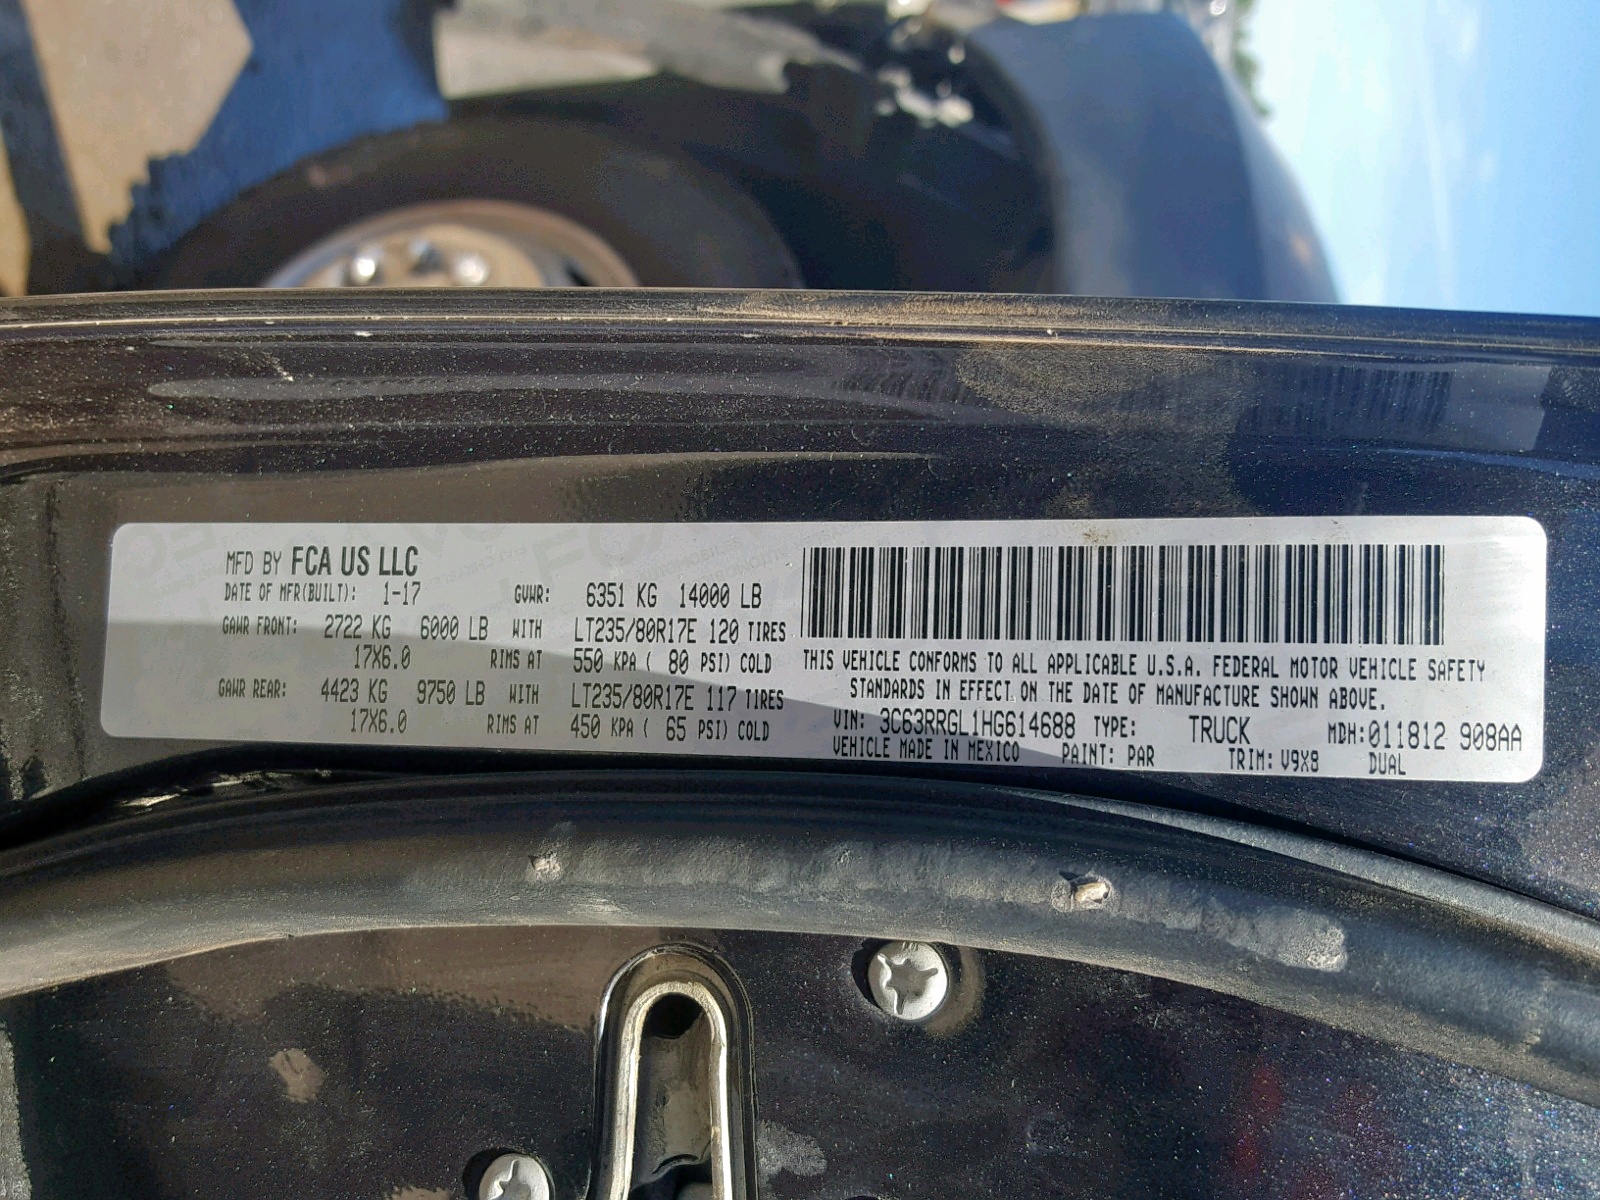 MFD BY FCA US LLC
DATE OF MFR(BUILT): 1-17 GVWR: 6351 KG 14000 LB
GAWR FRONT: 2722 KG 6000 LB WITH LT235/80R17E 120 TIRES
17X6.0 RIMS AT 550 KPA ( 80 PSI) COLD
GAWR REAR: 4423 KG 9750 LB WITH LT235/80R17E 117 TIRES
17X6.0 RIMS AT 450 KPA ( 65 PSI) COLD
THIS VEHICLE CONFORMS TO ALL APPLICABLE U.S.A. FEDERAL MOTOR VEHICLE SAFETY
STANDARDS IN EFFECT ON THE DATE OF MANUFACTURE SHOWN ABOVE.
VIN: 3C63RRGL1HG614688 TYPE: TRUCK MDH:011812 908AA
VEHICLE MADE IN MEXICO PAINT: PAR TRIM: V9X8 DUAL